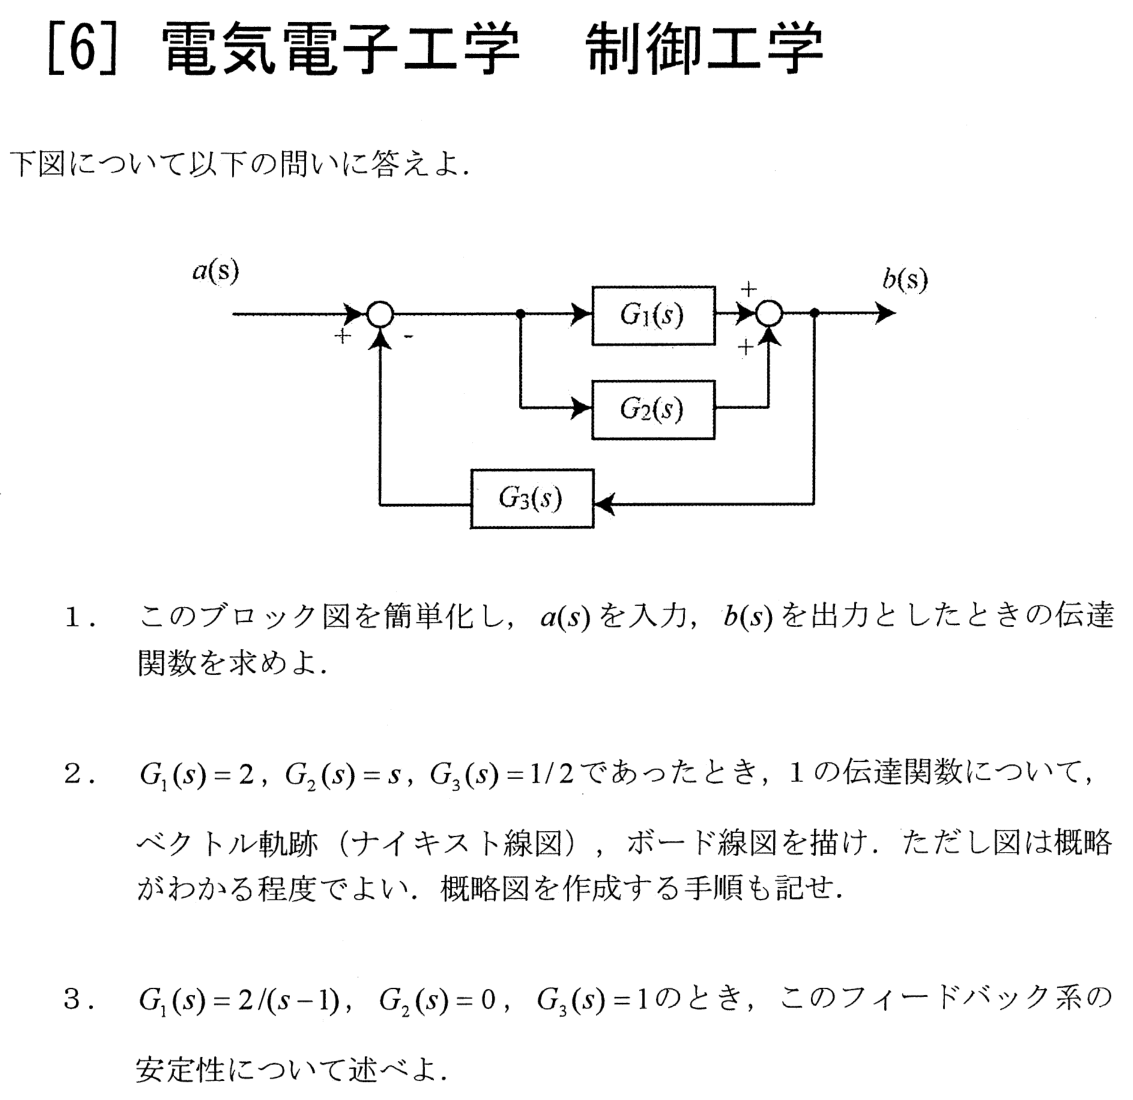 [6] 電気電子工学　制御工学
下図について以下の問いに答えよ．
a(s)
b(s)
+
-
G1(s)
+
+
G2(s)
G3(s)
１．　このブロック図を簡単化し，a(s)を入力，b(s)を出力としたときの伝達
関数を求めよ．
２．　G₁(s)=2，G₂(s)=s，G₃(s)=1/2であったとき，１の伝達関数について，
ベクトル軌跡（ナイキスト線図），ボード線図を描け．ただし図は概略
がわかる程度でよい．概略図を作成する手順も記せ．
３．　G₁(s)=2/(s−1)，G₂(s)=0，G₃(s)=1のとき，このフィードバック系の
安定性について述べよ．